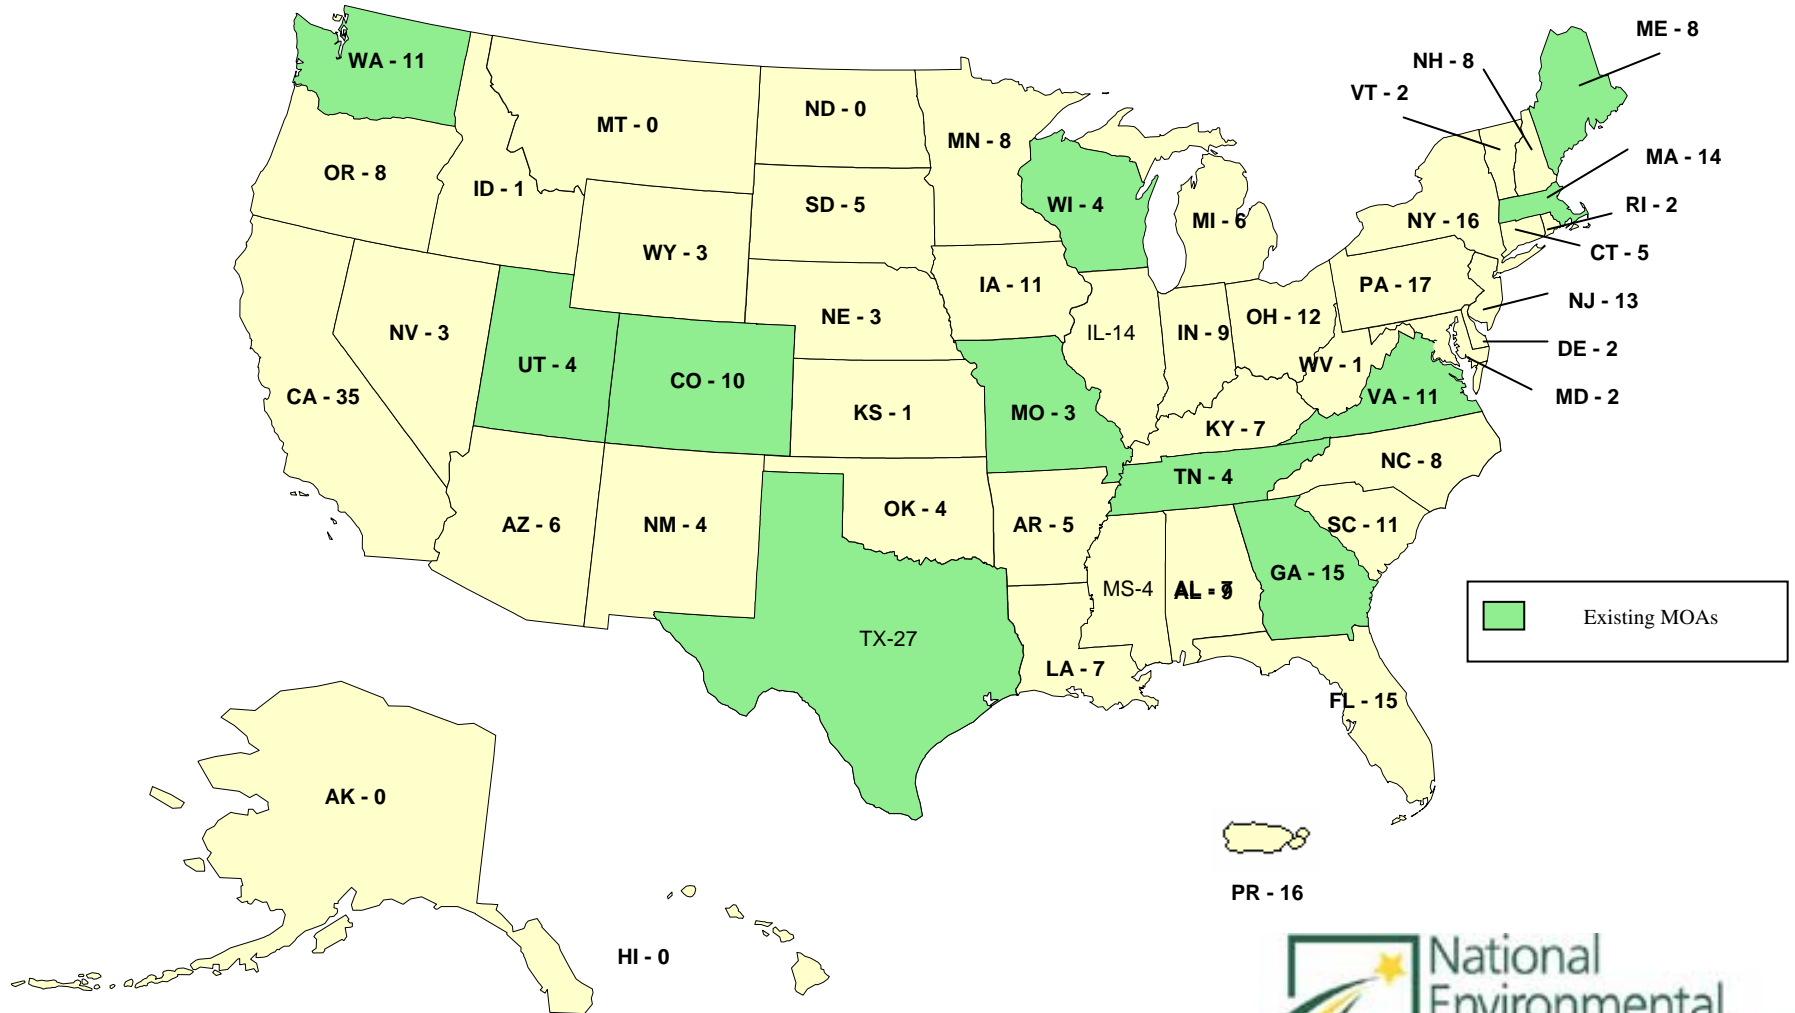 ME - 8
NH - 8
WA - 11
VT - 2
ND - 0
MT - 0
MN - 8
MA - 14
OR - 8
ID - 1
SD - 5
WI - 4
RI - 2
MI - 6
NY - 16
WY - 3
CT - 5
IA - 11
PA - 17
NJ - 13
NE - 3
OH - 12
NV - 3
IL-14
IN - 9
DE - 2
UT - 4
WV - 1
CO - 10
CA - 35
VA - 11
MD - 2
KS - 1
MO - 3
KY - 7
NC - 8
TN - 4
OK - 4
AZ - 6
NM - 4
AR - 5
SC - 11
GA - 15
MS-4
AL -
Existing MOAs
TX-27
LA - 7
FL - 15
AK - 0
PR - 16
HI - 0
National
Environmental